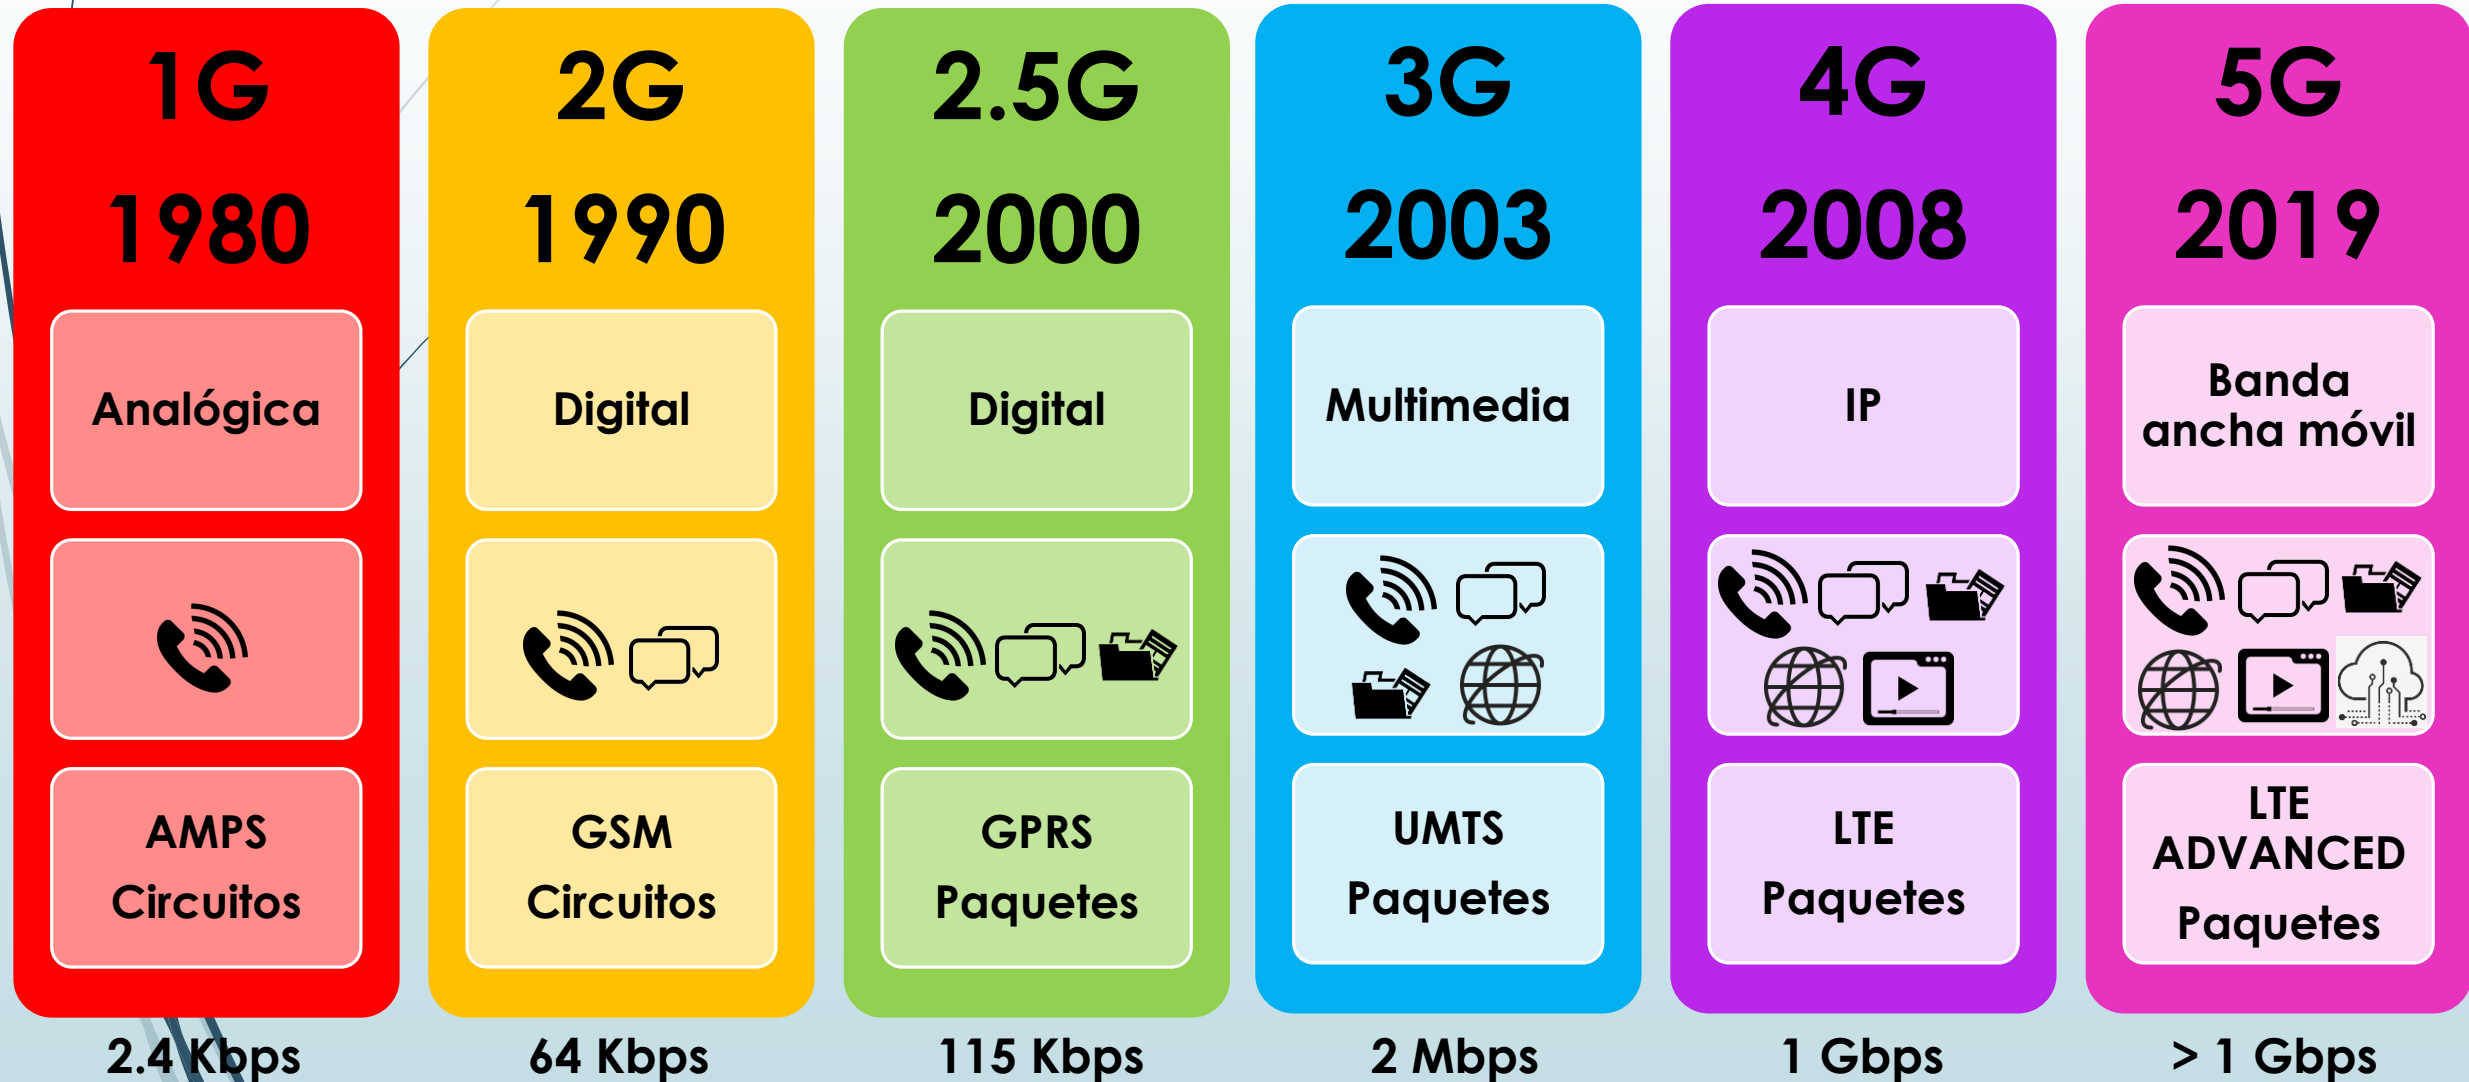 1G
1980
Analógica
AMPS
Circuitos
2.4 Kbps
2G
1990
Digital
GSM
Circuitos
64 Kbps
2.5G
2000
Digital
GPRS
Paquetes
115 Kbps
3G
2003
Multimedia
UMTS
Paquetes
2 Mbps
4G
2008
IP
LTE
Paquetes
1 Gbps
5G
2019
Banda
ancha móvil
LTE
ADVANCED
Paquetes
> 1 Gbps